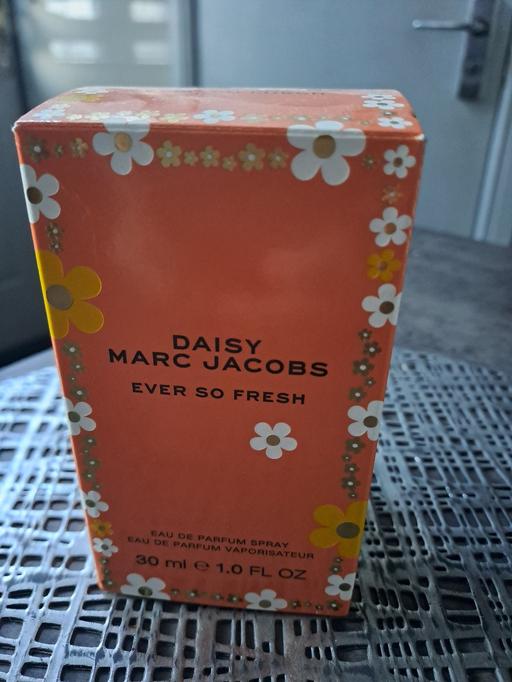 DAISY
MARC JACOBS
EVER SO FRESH
EAU DE PARFUM SPRAY
EAU DE PARFUM VAPORISATEUR
30 ml ℮ 1.0 FL OZ